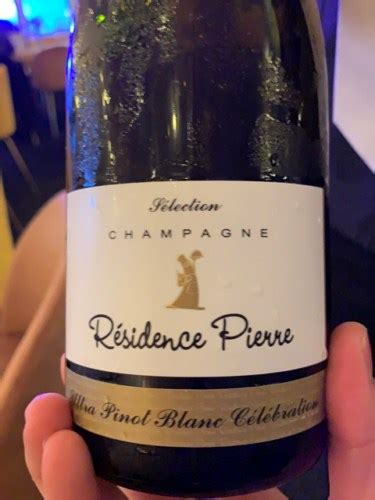 Sélection
CHAMPAGNE
Résidence Pierre
Ultra Pinot Blanc Célébration